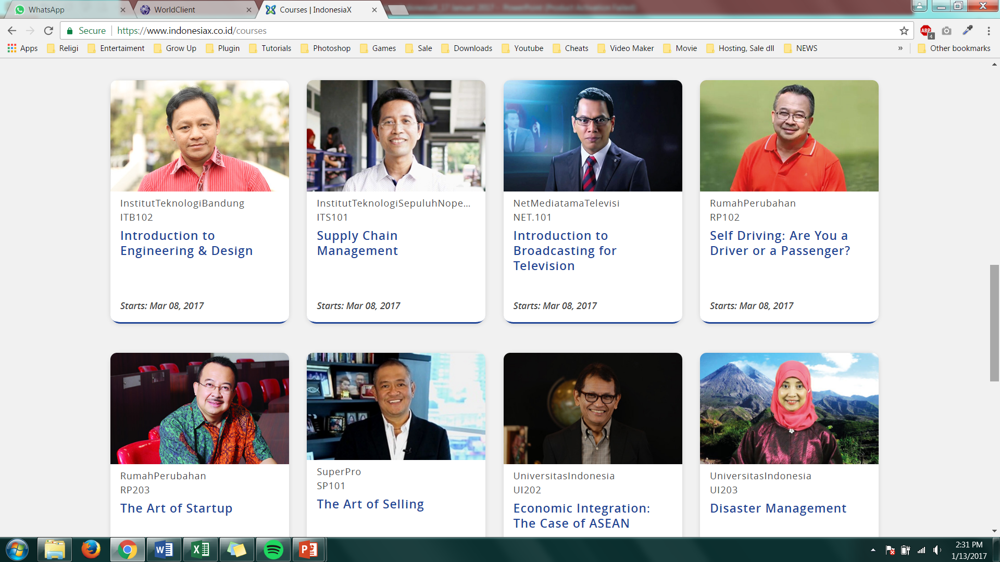 WhatsApp
WorldClient
Courses | IndonesiaX
Secure
https://www.indonesiax.co.id/courses
ABP
4
Apps
Religi
Entertaiment
Grow Up
Plugin
Tutorials
Photoshop
Games
Sale
Downloads
Youtube
Cheats
Video Maker
Movie
Hosting, Sale dll
NEWS
»
Other bookmarks
InstitutTeknologiBandung
ITB102
Introduction to
Engineering & Design
Starts: Mar 08, 2017
InstitutTeknologiSepuluhNope...
ITS101
Supply Chain
Management
Starts: Mar 08, 2017
NetMediatamaTelevisi
NET.101
Introduction to
Broadcasting for
Television
Starts: Mar 08, 2017
RumahPerubahan
RP102
Self Driving: Are You a
Driver or a Passenger?
Starts: Mar 08, 2017
RumahPerubahan
RP203
The Art of Startup
SuperPro
SP101
The Art of Selling
UniversitasIndonesia
UI202
Economic Integration:
The Case of ASEAN
UniversitasIndonesia
UI203
Disaster Management
2:31 PM
1/13/2017